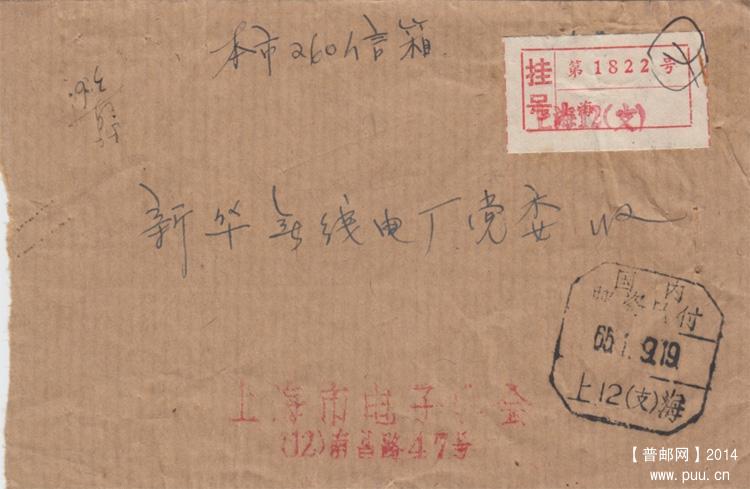 本市260信箱
挂号
第1822号
上海
上海12(支)
新华无线电厂党委 收
国内
邮资已付
65.1.9.19
上12(支)海
上海市电子学会
(12)南昌路47号
【普邮网】2014
www.puu.cn